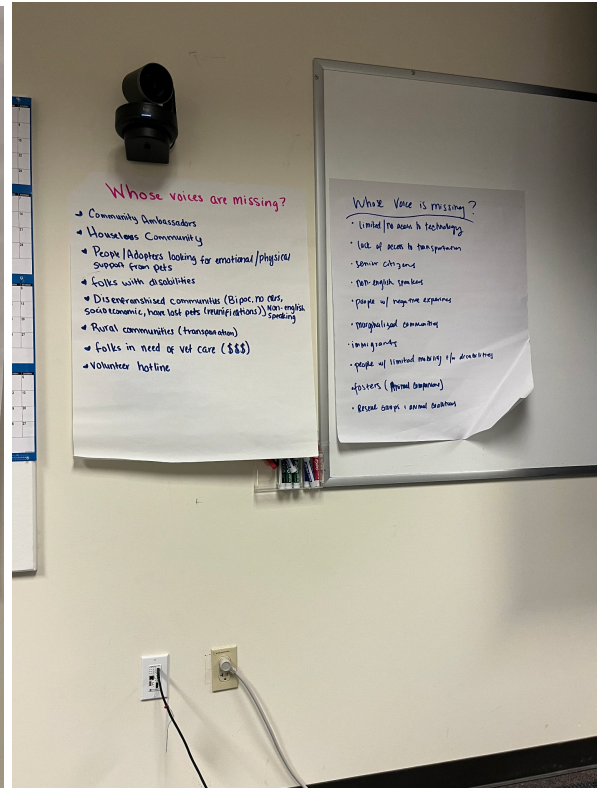 Whose voices are missing?
Community Ambassadors
Houseless Community
People/Adopters looking for emotional/physical
support from pets
folks with disabilities
Disenfranshised communities (Bipoc, no cars,
socioeconomic, have lost pets (reunifications)) Non-english
speaking
Rural communities (transportation)
folks in need of vet care ($$$)
volunteer hotline
Whose voice is missing?
limited/no access to technology
lack of access to transportation
senior citizens
non-english speakers
people w/ negative experiences
marginalized communities
immigrants
people w/ limited mobility &/or disabilities
fosters (Animal Companions)
Rescue Groups & animal coalitions